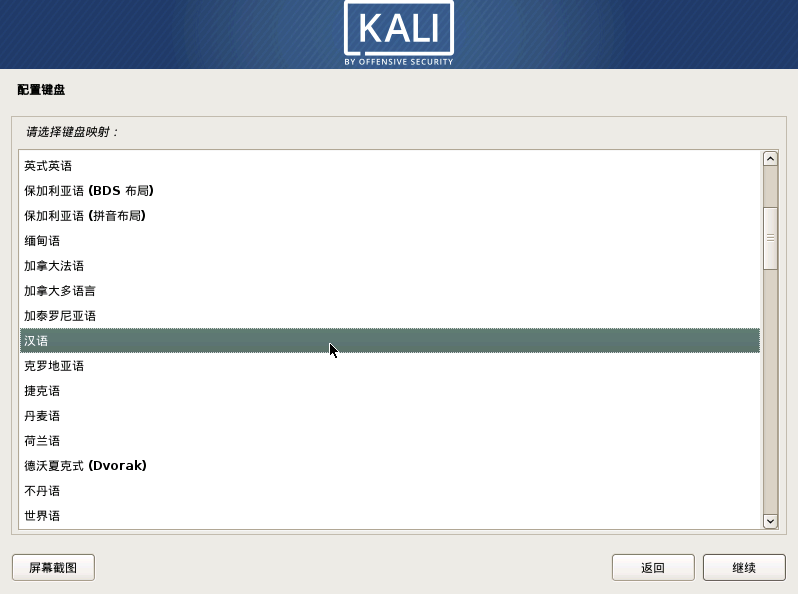 KALI
BY OFFENSIVE SECURITY
配置键盘
请选择键盘映射：
英式英语
保加利亚语 (BDS 布局)
保加利亚语 (拼音布局)
缅甸语
加拿大法语
加拿大多语言
加泰罗尼亚语
汉语
克罗地亚语
捷克语
丹麦语
荷兰语
德沃夏克式 (Dvorak)
不丹语
世界语
屏幕截图
返回
继续